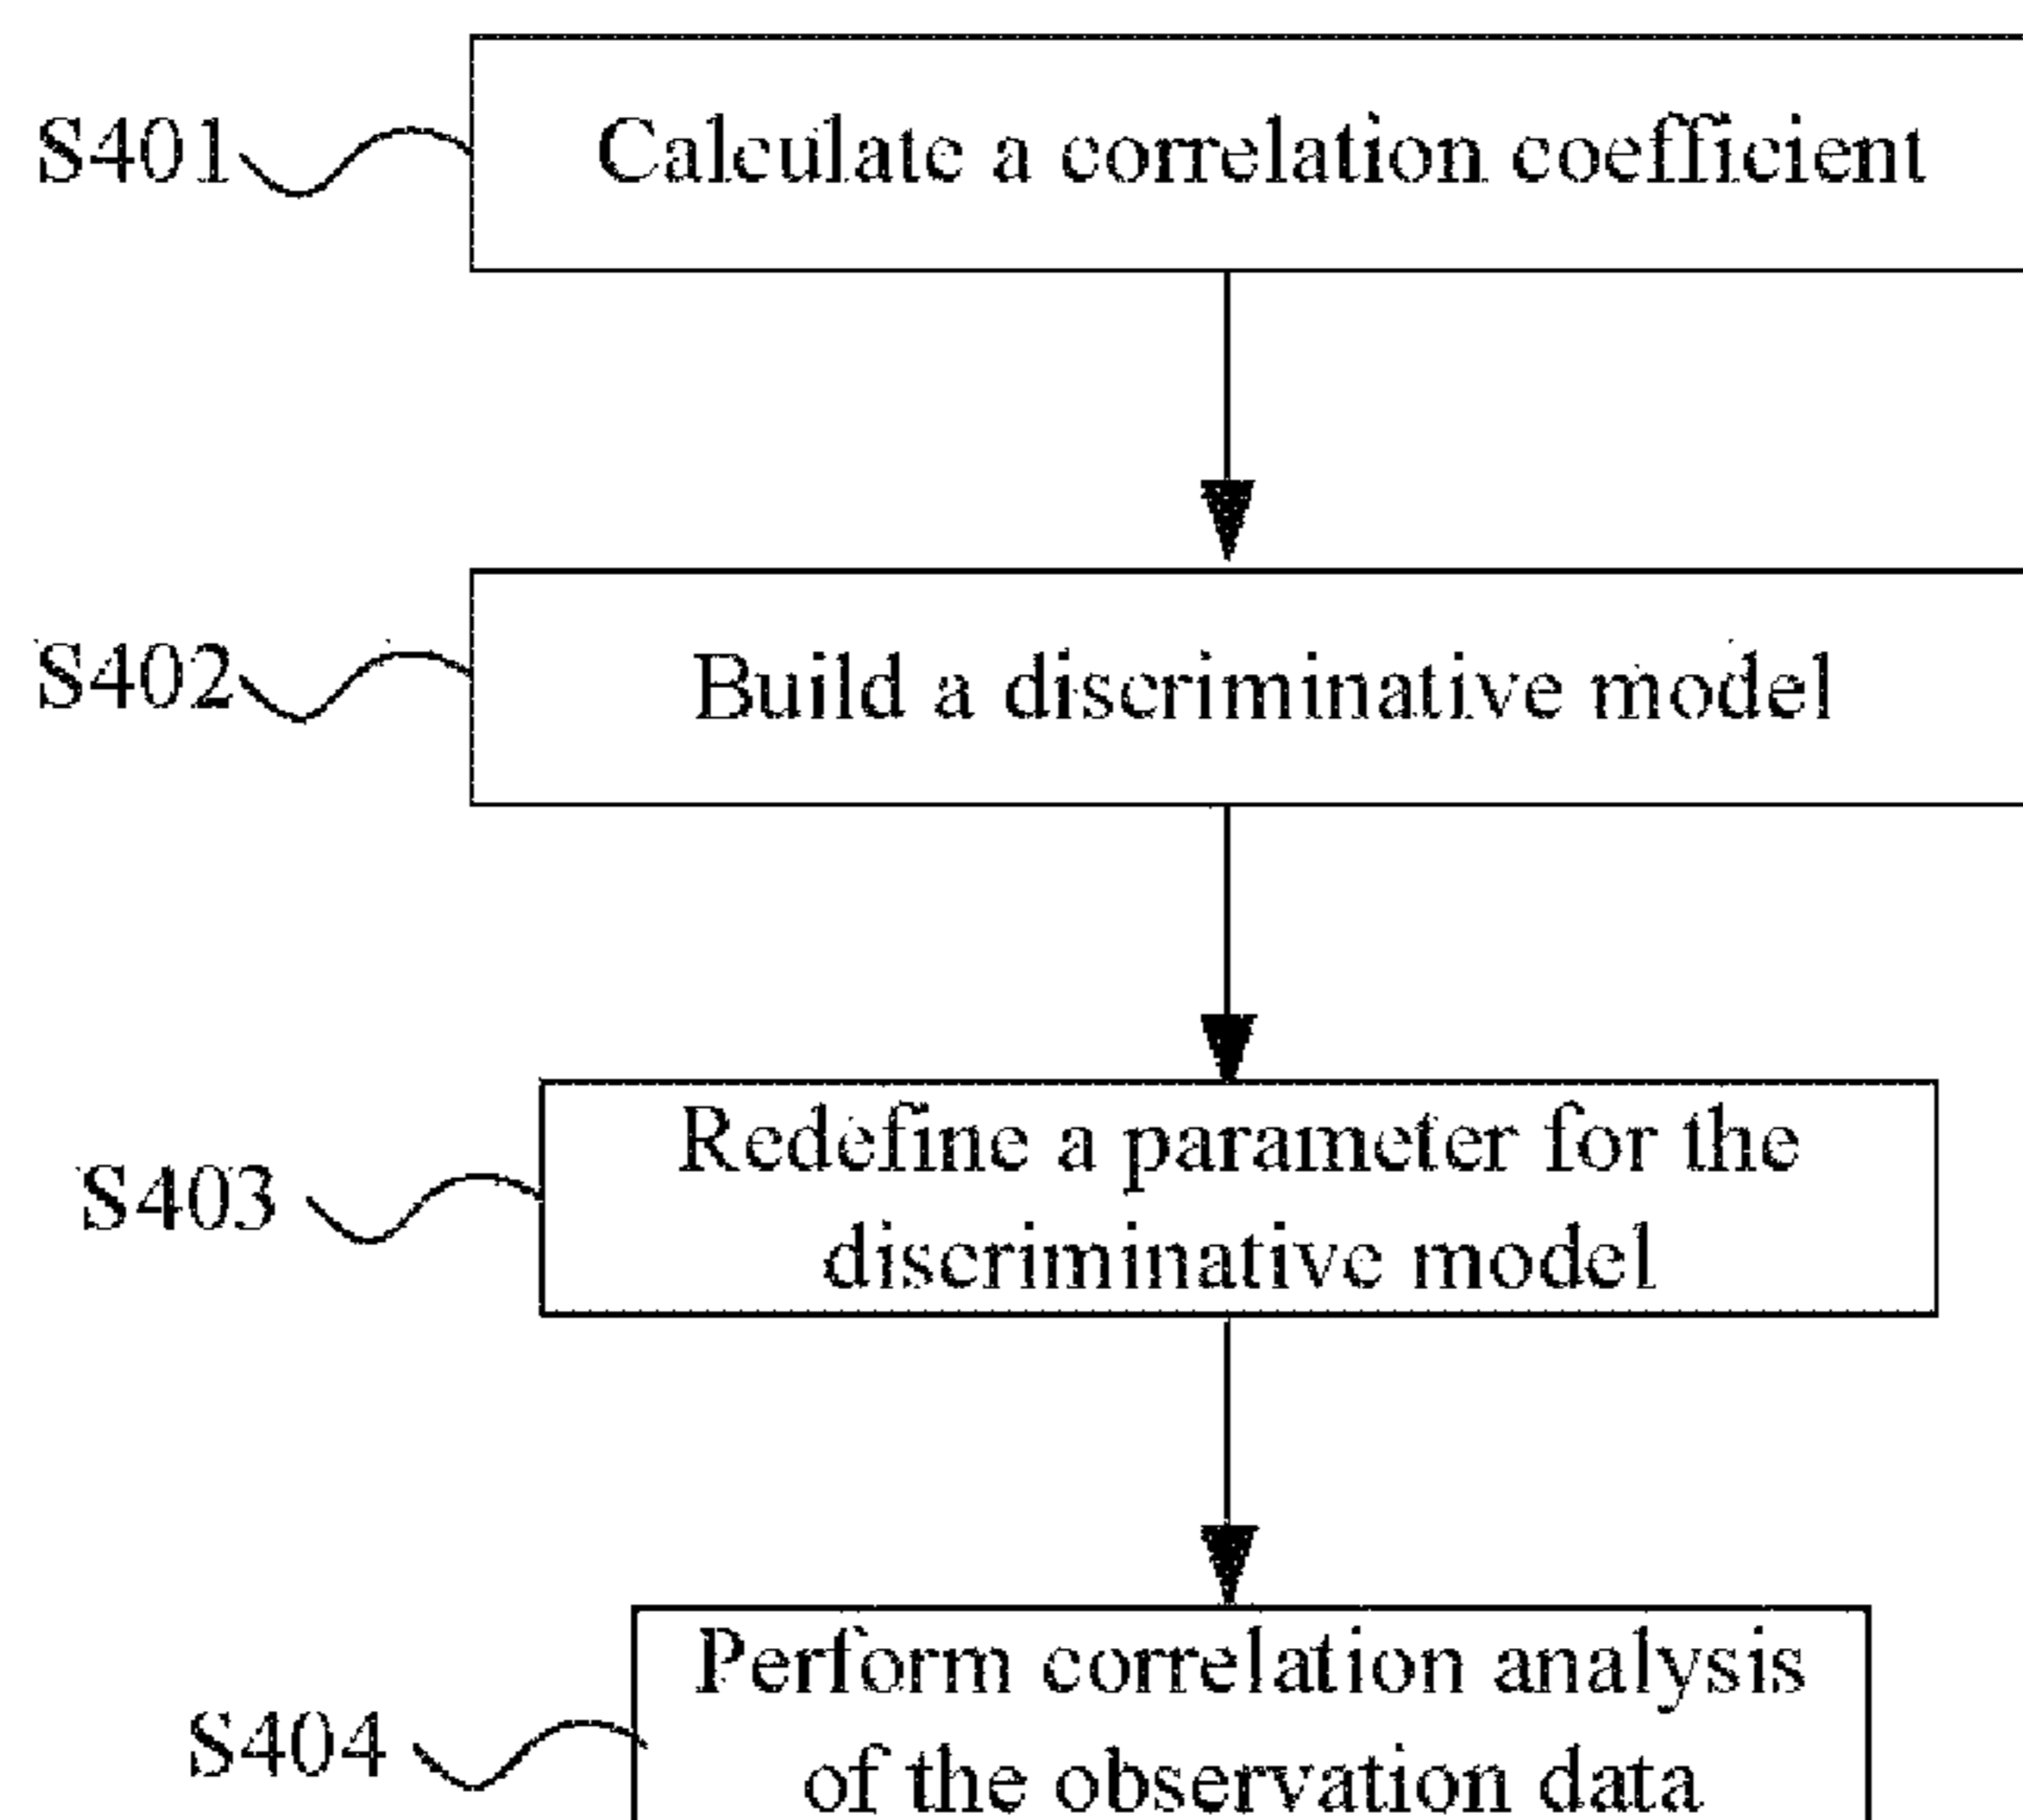 S401 Calculate a correlation coefficient
S402 Build a discriminative model
S403 Redefine a parameter for the
discriminative model
S404 Perform correlation analysis
of the observation data